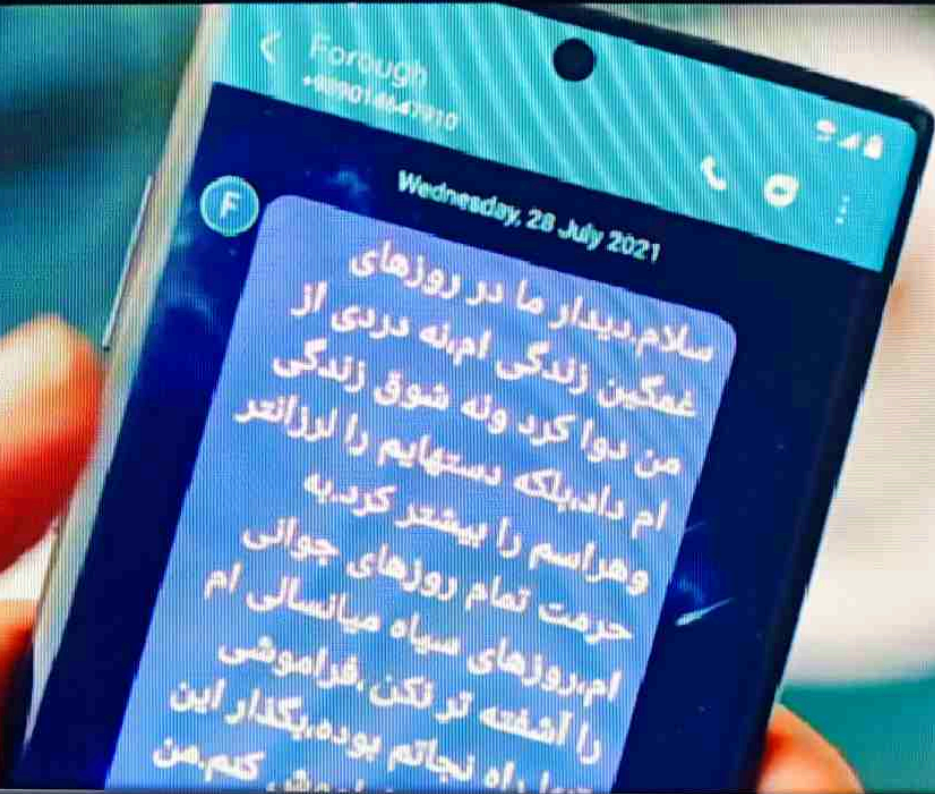 Forough
Wednesday, 28 July 2021
F
سلام.دیدار ما در روزهای
غمگین زندگی ام،نه دردی از
من دوا کرد ونه شوق زندگی
ام داد،بلکه دستهایم را لرزانتر
وهراسم را بیشتر کرد.به
حرمت تمام روزهای جوانی
ام،روزهای سیاه میانسالی ام
را آشفته تر نکن.فراموشی
تنها راه نجاتم بوده،بگذار این
کنم.من